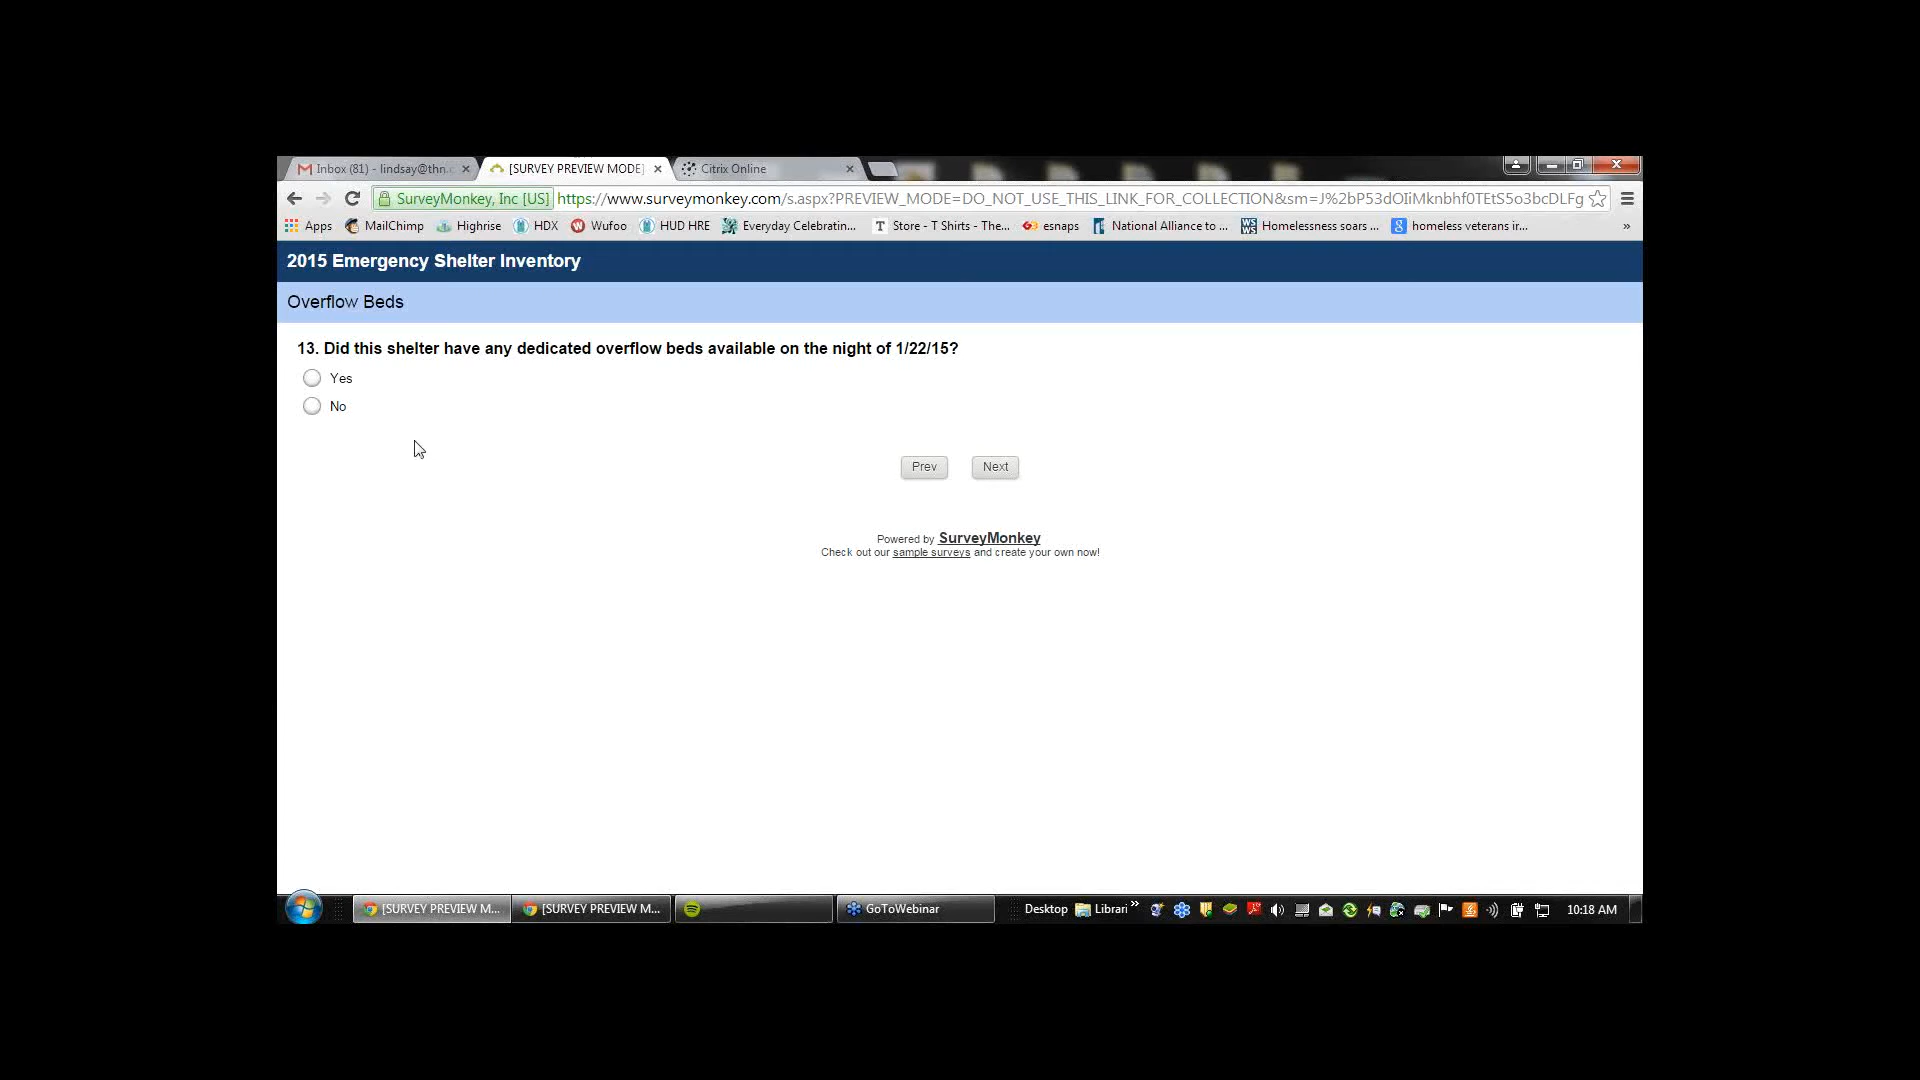 Inbox (81) - lindsay@thn.c
[SURVEY PREVIEW MODE]
Citrix Online
SurveyMonkey, Inc [US] https://www.surveymonkey.com/s.aspx?PREVIEW_MODE=DO_NOT_USE_THIS_LINK_FOR_COLLECTION&sm=J%2bP53dOIiMknbhf0TEtS5o3bcDLFg
Apps MailChimp Highrise HDX Wufoo HUD HRE Everyday Celebratin... Store - T Shirts - The... esnaps National Alliance to ... Homelessness soars ... homeless veterans ir... »
2015 Emergency Shelter Inventory
Overflow Beds
13. Did this shelter have any dedicated overflow beds available on the night of 1/22/15?
Yes
No
Prev Next
Powered by SurveyMonkey
Check out our sample surveys and create your own now!
[SURVEY PREVIEW M... [SURVEY PREVIEW M... GoToWebinar Desktop Librari » 10:18 AM